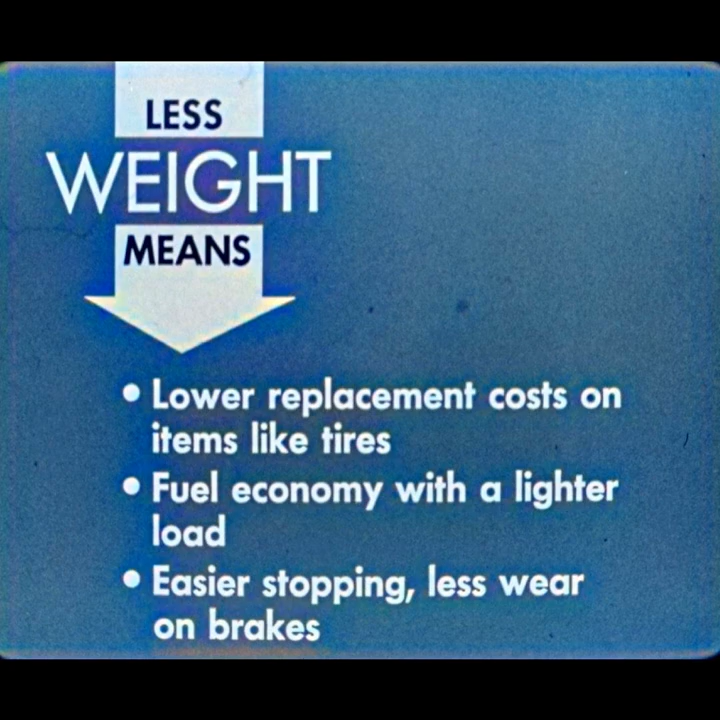 LESS
WEIGHT
MEANS
• Lower replacement costs on
items like tires
• Fuel economy with a lighter
load
• Easier stopping, less wear
on brakes